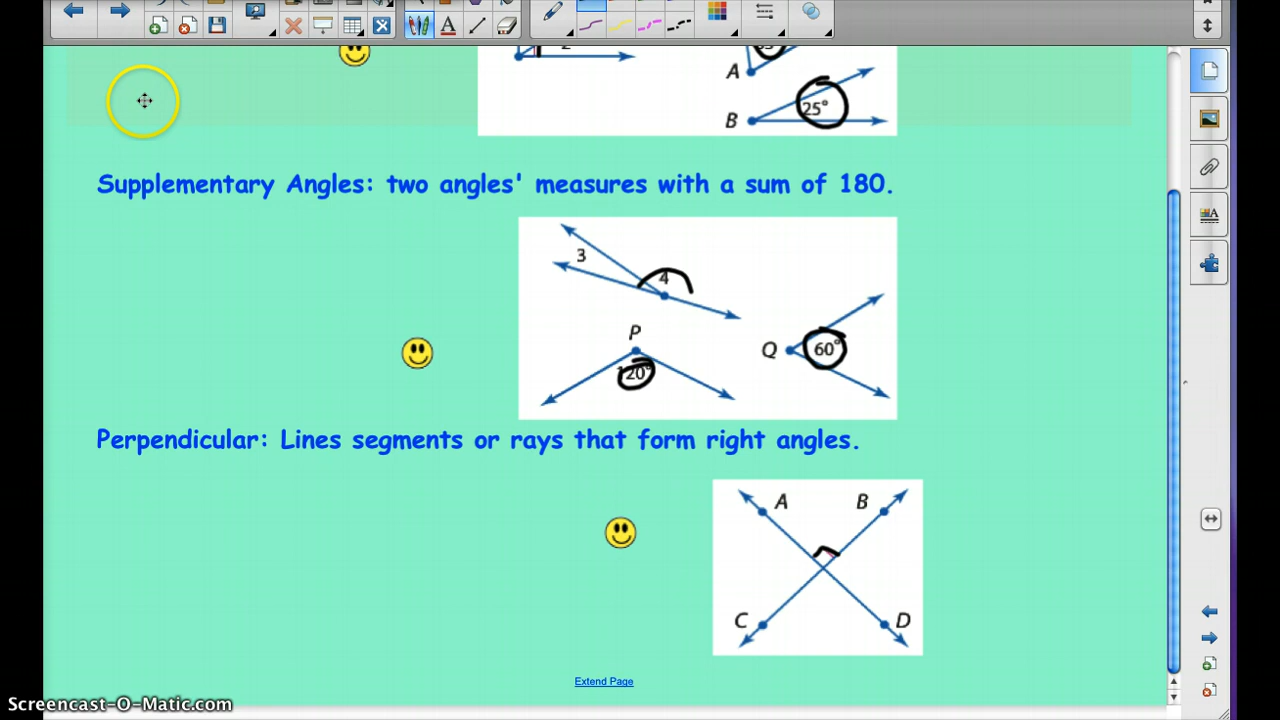 A
25°
B
Supplementary Angles: two angles' measures with a sum of 180.
3
4
P
Q
60°
120°
Perpendicular: Lines segments or rays that form right angles.
A
B
C
D
Extend Page
Screencast-O-Matic.com